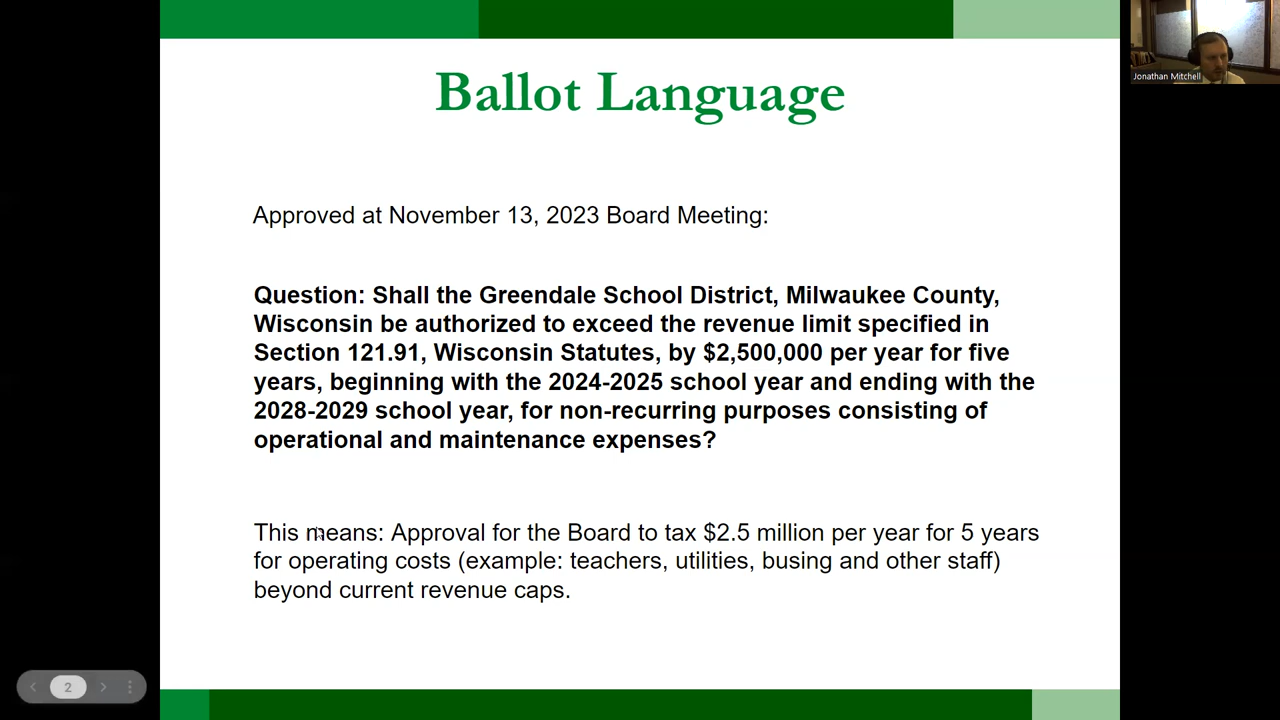 Ballot Language
Jonathan Mitchell
Approved at November 13, 2023 Board Meeting:
Question: Shall the Greendale School District, Milwaukee County,
Wisconsin be authorized to exceed the revenue limit specified in
Section 121.91, Wisconsin Statutes, by $2,500,000 per year for five
years, beginning with the 2024-2025 school year and ending with the
2028-2029 school year, for non-recurring purposes consisting of
operational and maintenance expenses?
This means: Approval for the Board to tax $2.5 million per year for 5 years
for operating costs (example: teachers, utilities, busing and other staff)
beyond current revenue caps.
2